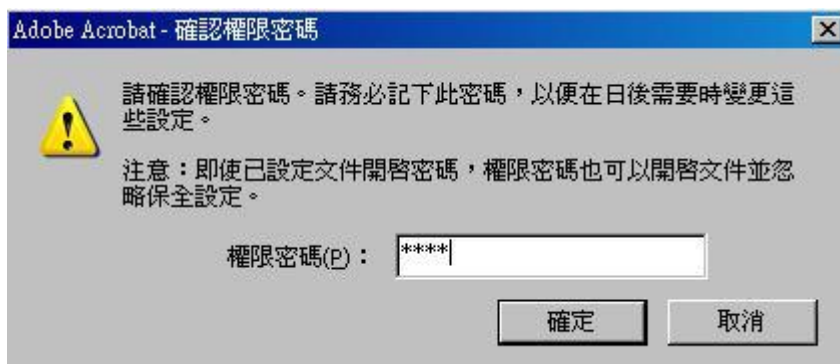 Adobe Acrobat - 確認權限密碼
請確認權限密碼。請務必記下此密碼，以便在日後需要時變更這
些設定。
注意：即使已設定文件開啓密碼，權限密碼也可以開啓文件並忽
略保全設定。
權限密碼(P)： ****
確定 取消